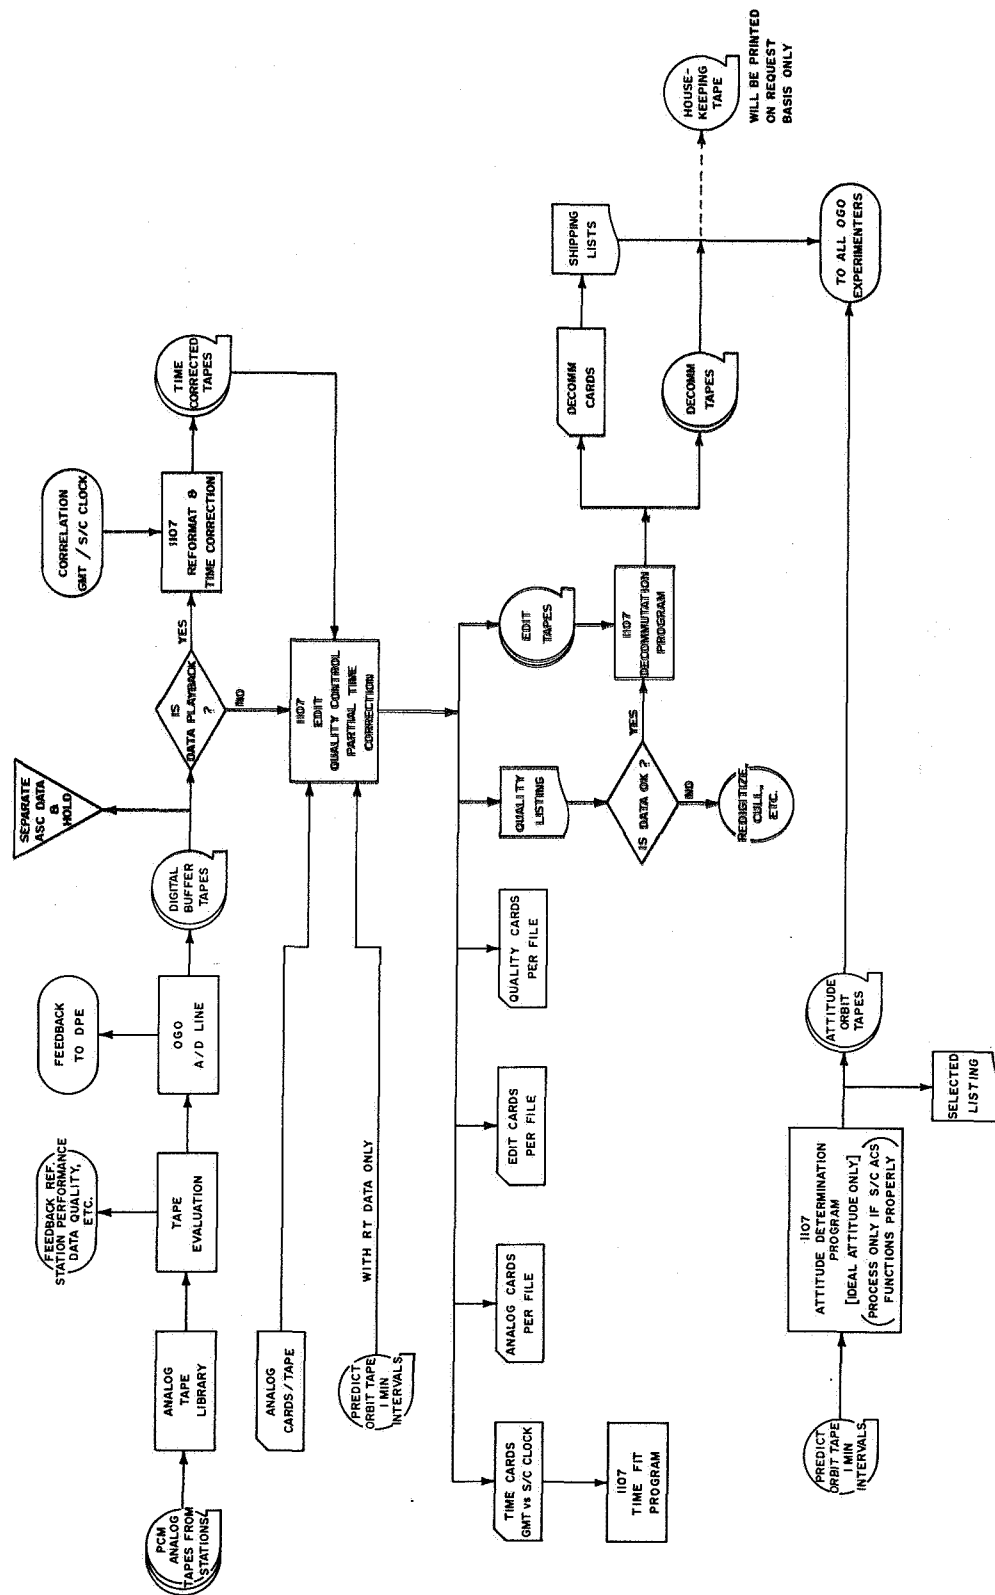 PCM
ANALOG
TAPES FROM
STATIONS
ANALOG
TAPE
LIBRARY
FEEDBACK REF.
STATION PERFORMANCE
DATA QUALITY,
ETC.
TAPE
EVALUATION
FEEDBACK
TO DPE
OGO
A/D LINE
DIGITAL
BUFFER
TAPES
SEPARATE
ASC DATA
&
HOLD
IS
DATA PLAYBACK
?
YES
NO
CORRELATION
GMT / S/C CLOCK
1107
REFORMAT &
TIME CORRECTION
TIME
CORRECTED
TAPES
ANALOG
CARDS/TAPE
PREDICT
ORBIT TAPE
1 MIN
INTERVALS
WITH RT DATA ONLY
1107
EDIT
QUALITY CONTROL
PARTIAL TIME
CORRECTION
TIME CARDS
GMT vs S/C CLOCK
1107
TIME FIT
PROGRAM
ANALOG CARDS
PER FILE
EDIT CARDS
PER FILE
QUALITY CARDS
PER FILE
QUALITY
LISTING
IS DATA OK ?
YES
NO
REDIGITIZE,
CULL,
ETC.
EDIT
TAPES
1107
DECOMMUTATION
PROGRAM
DECOMM
CARDS
SHIPPING
LISTS
DECOMM
TAPES
HOUSE-
KEEPING
TAPE
WILL BE PRINTED
ON REQUEST
BASIS ONLY
PREDICT
ORBIT TAPE
1 MIN
INTERVALS
1107
ATTITUDE DETERMINATION
PROGRAM
[IDEAL ATTITUDE ONLY]
(PROCESS ONLY IF S/C ACS
FUNCTIONS PROPERLY)
ATTITUDE
ORBIT
TAPES
SELECTED
LISTING
TO ALL OGO
EXPERIMENTERS